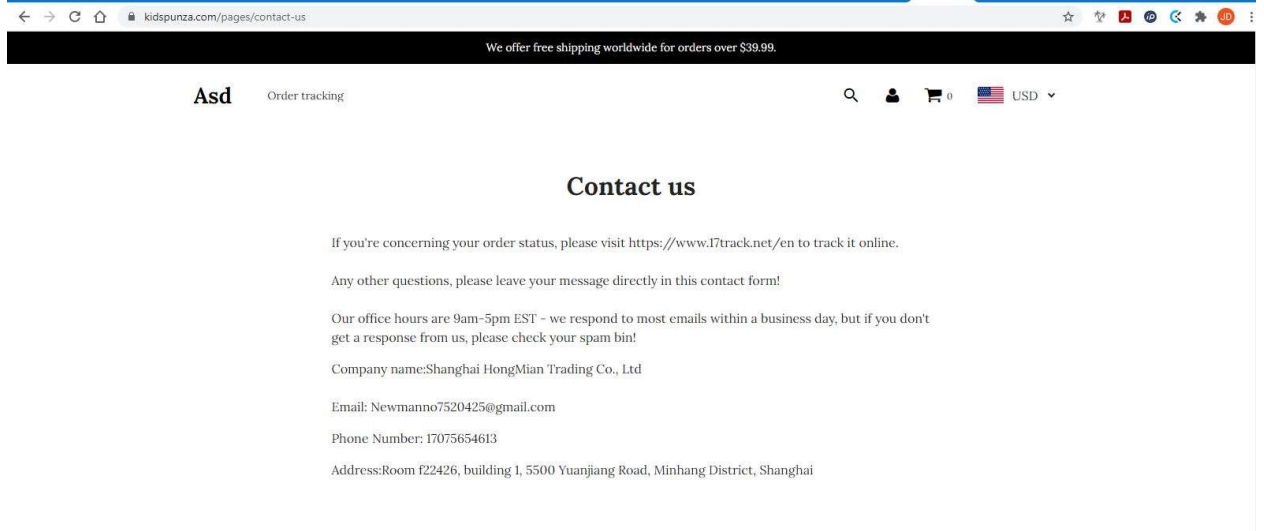 kidspunza.com/pages/contact-us
JD
We offer free shipping worldwide for orders over $39.99.
Asd
Order tracking
0
USD
Contact us
If you're concerning your order status, please visit https://www.17track.net/en to track it online.
Any other questions, please leave your message directly in this contact form!
Our office hours are 9am-5pm EST - we respond to most emails within a business day, but if you don't
get a response from us, please check your spam bin!
Company name:Shanghai HongMian Trading Co., Ltd
Email: Newmanno7520425@gmail.com
Phone Number: 17075654613
Address:Room f22426, building 1, 5500 Yuanjiang Road, Minhang District, Shanghai